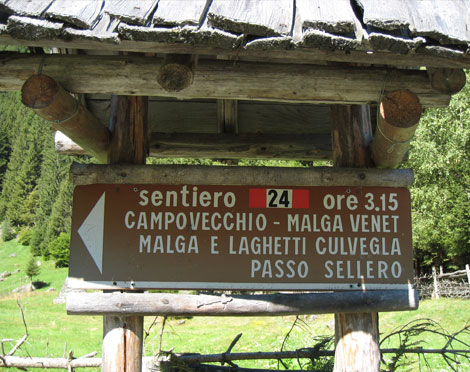 sentiero 24 ore 3.15
CAMPOVECCHIO - MALGA VENET
MALGA E LAGHETTI CULVEGLA
PASSO SELLERO